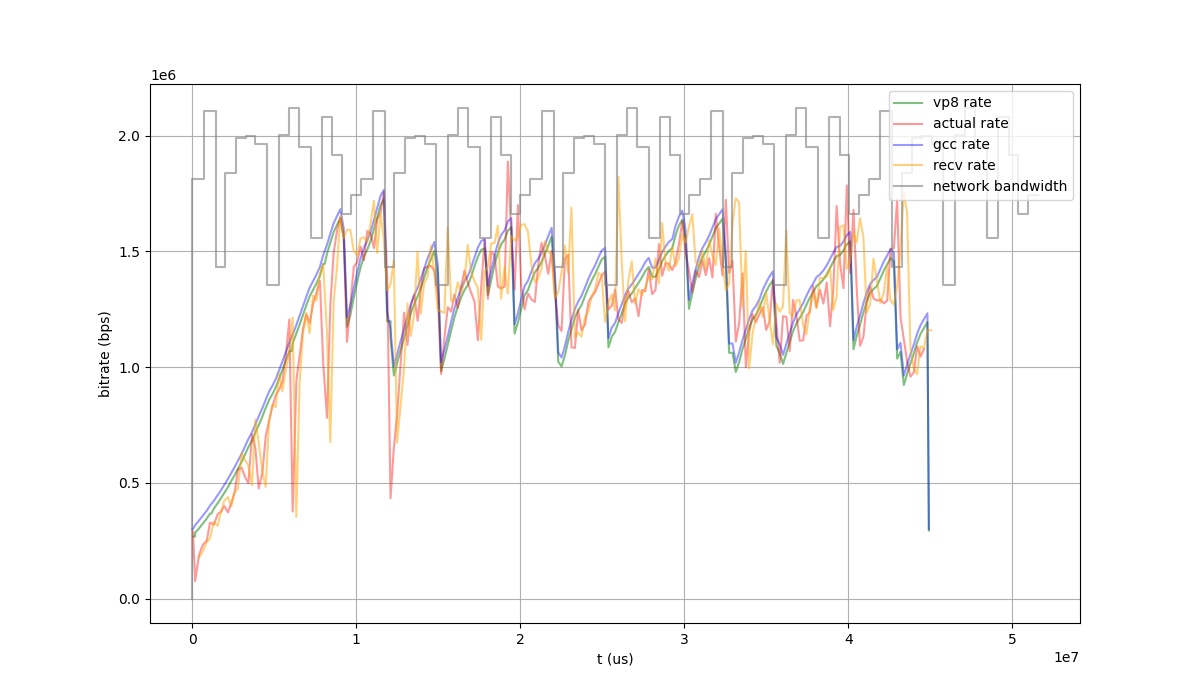 1e6
2.0
1.5
1.0
0.5
0.0
bitrate (bps)
vp8 rate
actual rate
gcc rate
recv rate
network bandwidth
0 1 2 3 4 5
t (us)
1e7